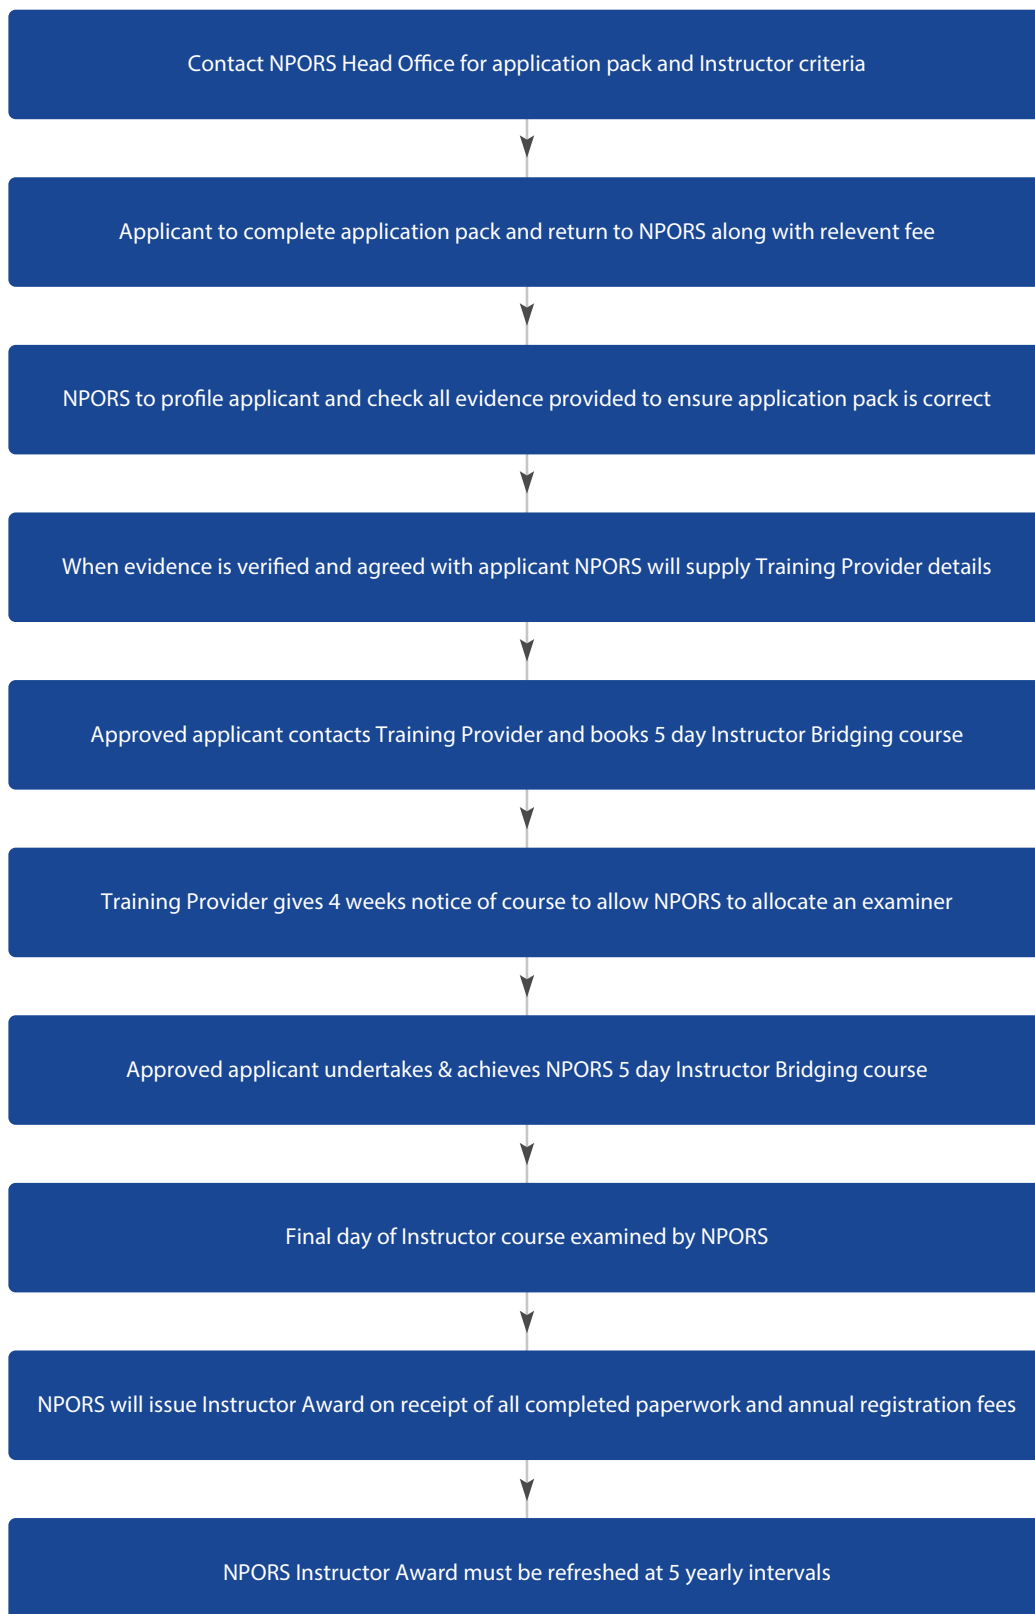 Contact NPORS Head Office for application pack and Instructor criteria
Applicant to complete application pack and return to NPORS along with relevent fee
NPORS to profile applicant and check all evidence provided to ensure application pack is correct
When evidence is verified and agreed with applicant NPORS will supply Training Provider details
Approved applicant contacts Training Provider and books 5 day Instructor Bridging course
Training Provider gives 4 weeks notice of course to allow NPORS to allocate an examiner
Approved applicant undertakes & achieves NPORS 5 day Instructor Bridging course
Final day of Instructor course examined by NPORS
NPORS will issue Instructor Award on receipt of all completed paperwork and annual registration fees
NPORS Instructor Award must be refreshed at 5 yearly intervals